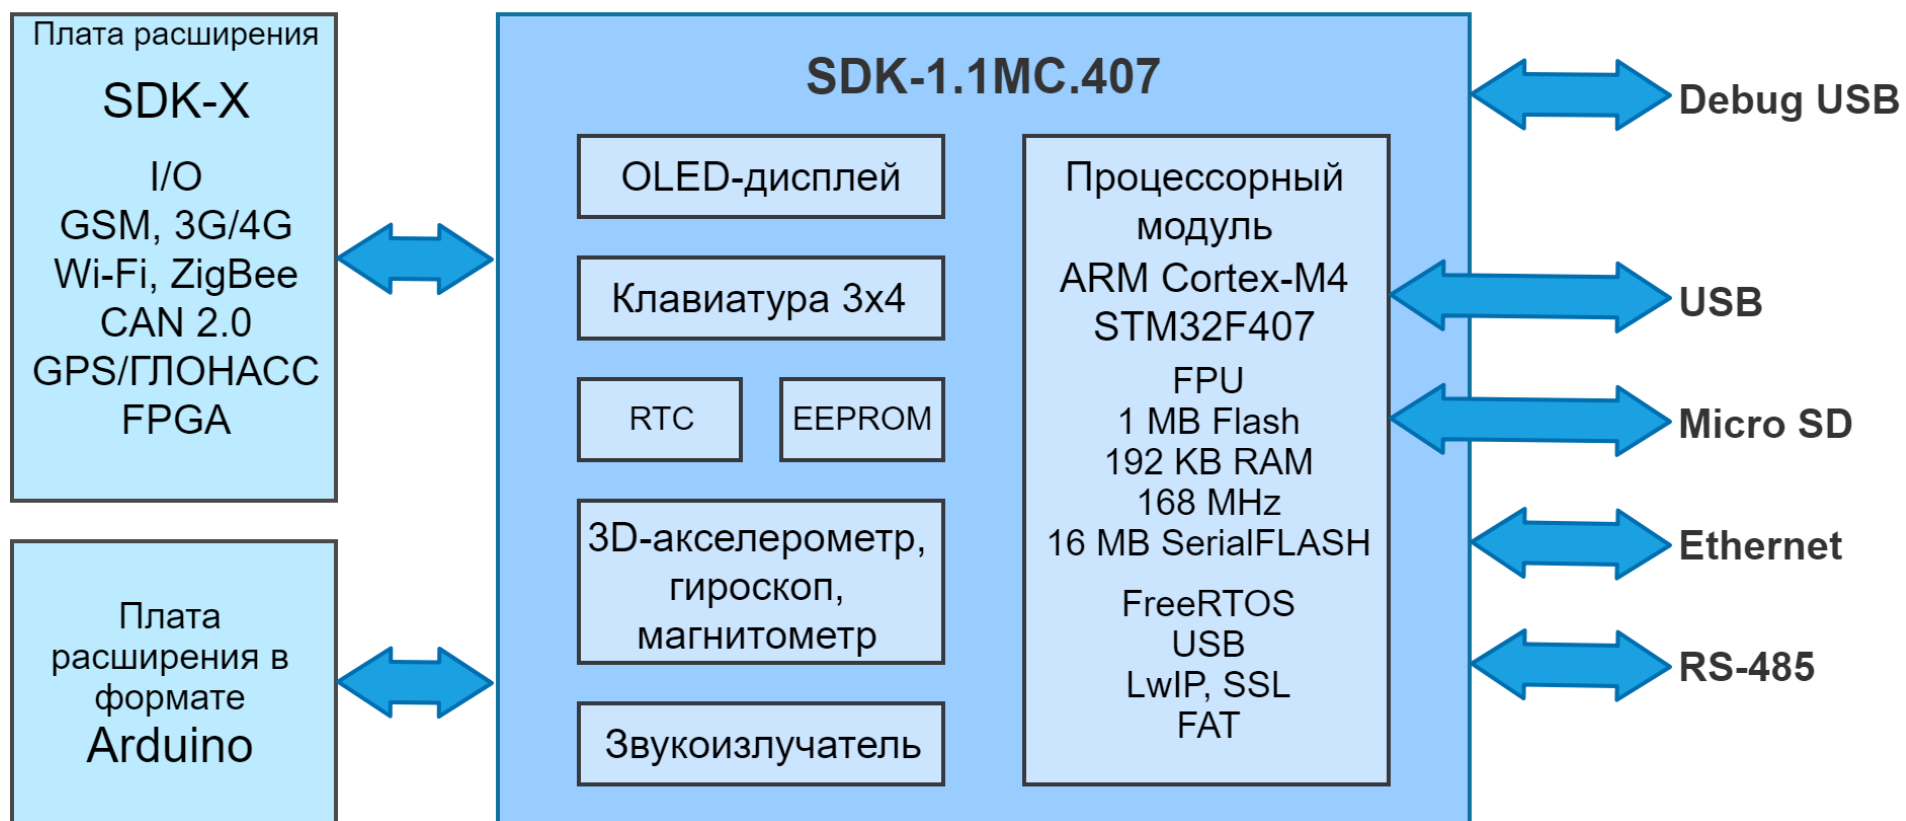 Плата расширения
SDK-X
I/O
GSM, 3G/4G
Wi-Fi, ZigBee
CAN 2.0
GPS/ГЛОНАСС
FPGA
Плата
расширения в
формате
Arduino
SDK-1.1MC.407
OLED-дисплей
Клавиатура 3x4
RTC
EEPROM
3D-акселерометр,
гироскоп,
магнитометр
Звукоизлучатель
Процессорный
модуль
ARM Cortex-M4
STM32F407
FPU
1 MB Flash
192 KB RAM
168 MHz
16 MB SerialFLASH
FreeRTOS
USB
LwIP, SSL
FAT
Debug USB
USB
Micro SD
Ethernet
RS-485